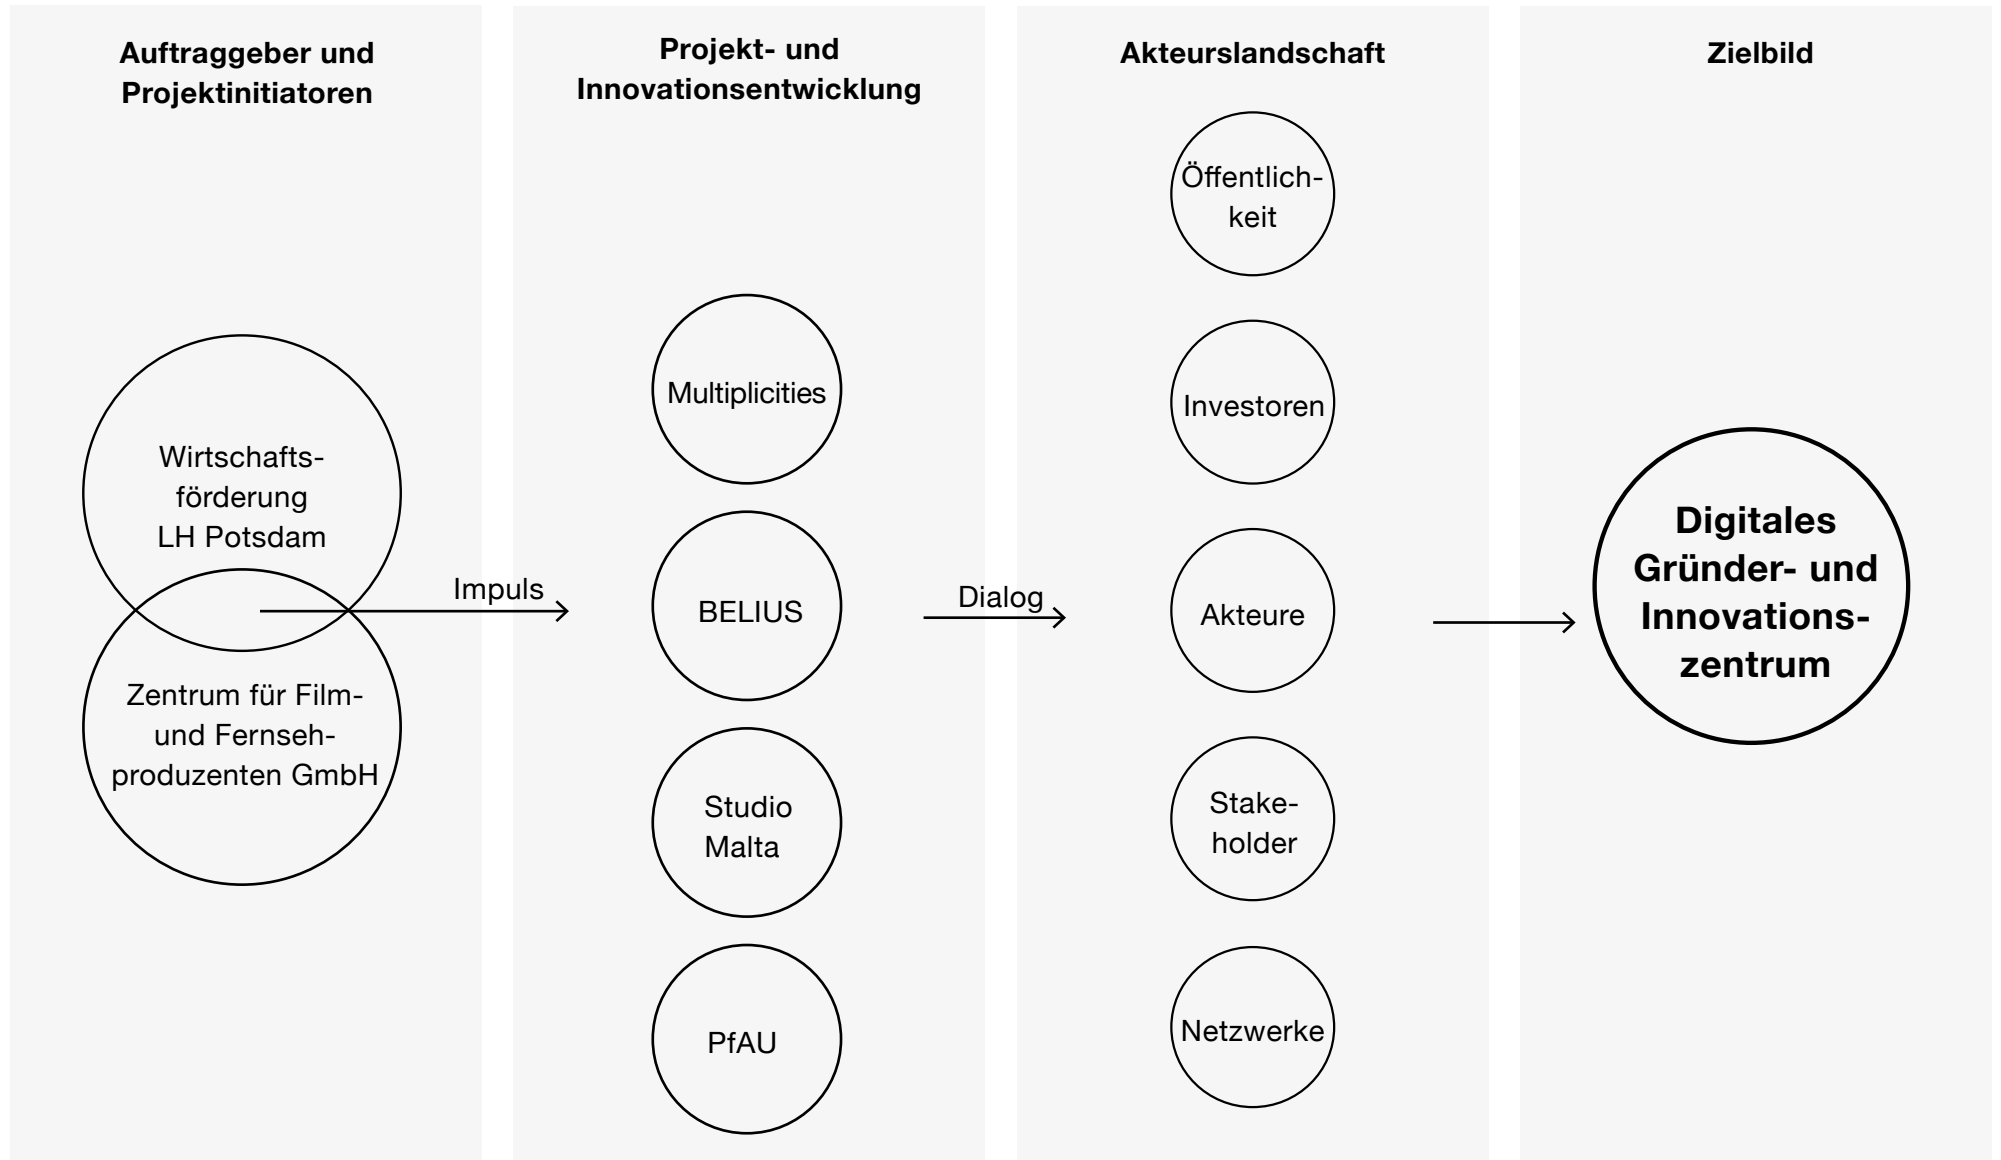 Auftraggeber und
Projektinitiatoren
Wirtschafts-
förderung
LH Potsdam
Zentrum für Film-
und Fernseh-
produzenten GmbH
Impuls
Projekt- und
Innovationsentwicklung
Multiplicities
BELIUS
Studio
Malta
PfAU
Dialog
Akteurslandschaft
Öffentlich-
keit
Investoren
Akteure
Stake-
holder
Netzwerke
Zielbild
Digitales
Gründer- und
Innovations-
zentrum